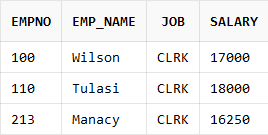 EMPNO EMP_NAME JOB SALARY
100 Wilson CLRK 17000
110 Tulasi CLRK 18000
213 Manacy CLRK 16250